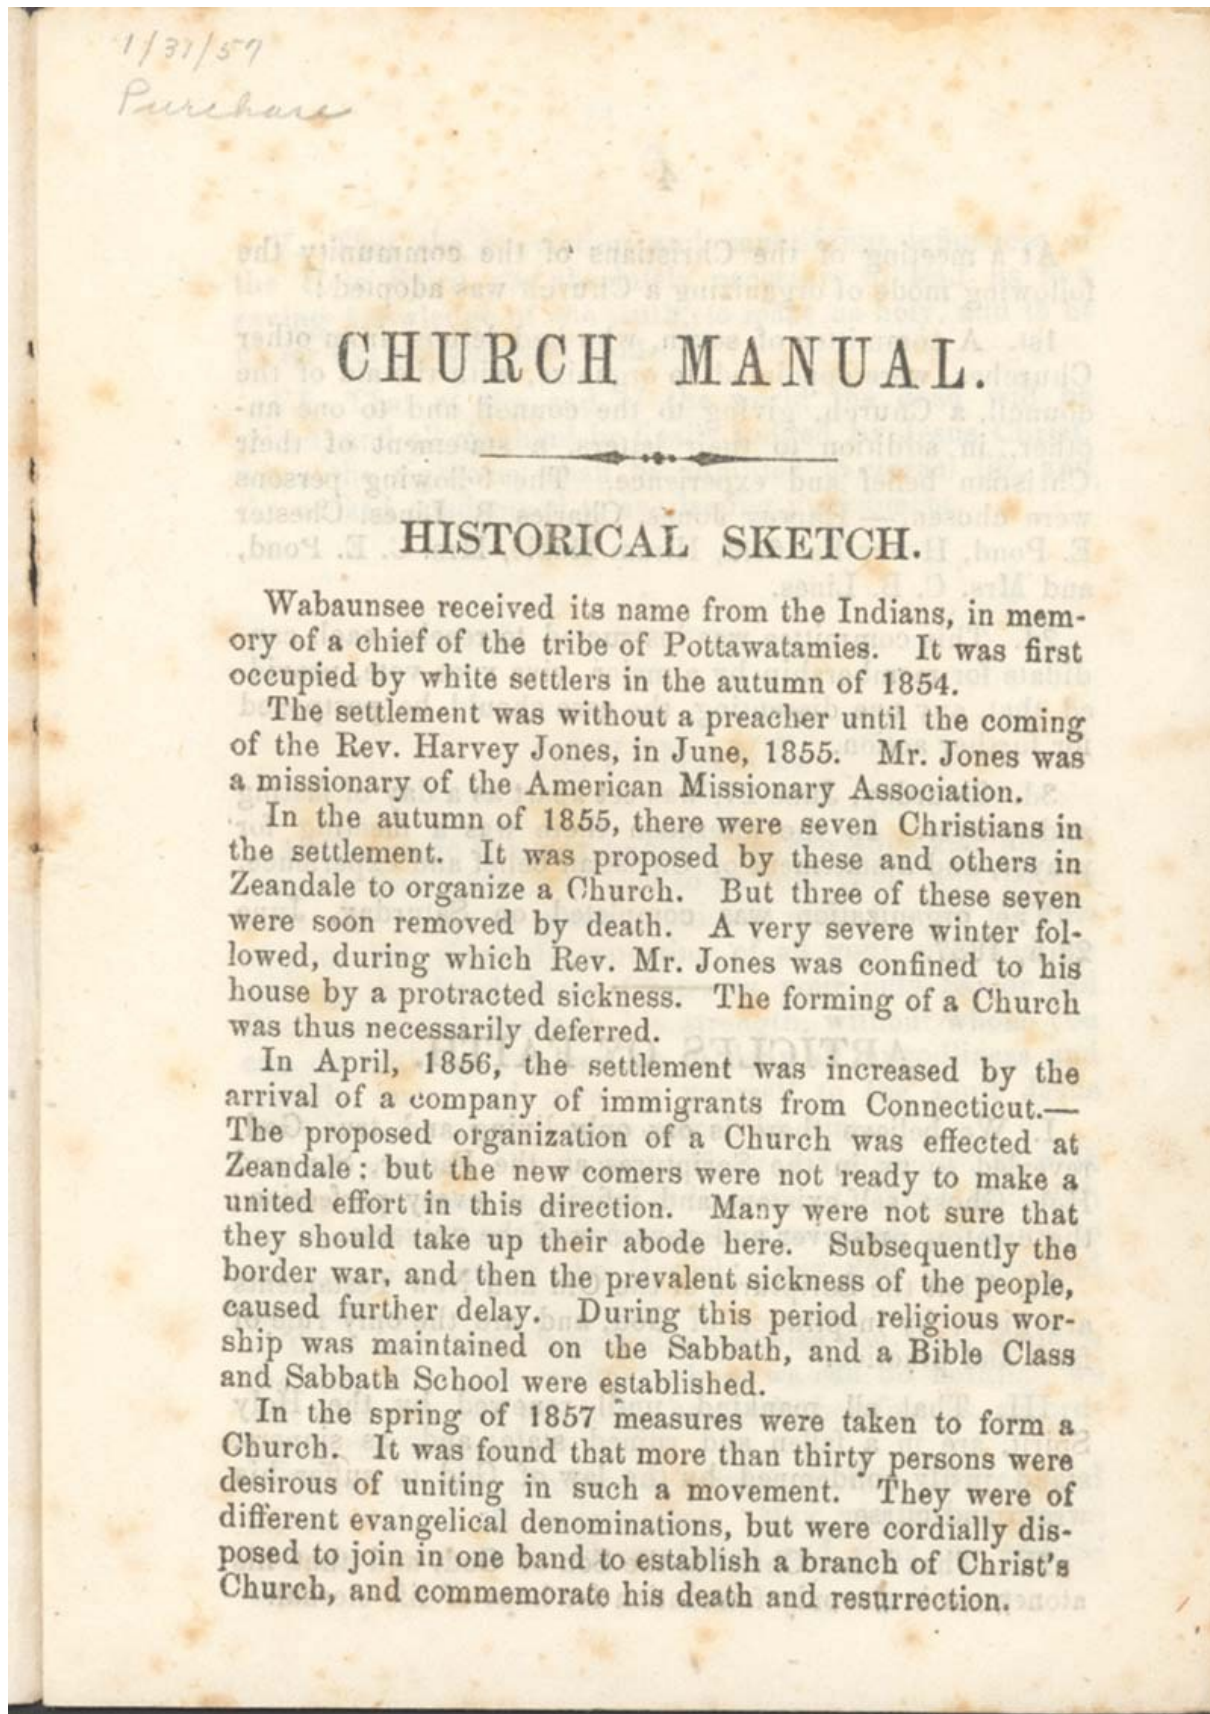 1/31/57
Purchase
CHURCH MANUAL.
HISTORICAL SKETCH.
Wabaunsee received its name from the Indians, in mem-
ory of a chief of the tribe of Pottawatamies. It was first
occupied by white settlers in the autumn of 1854.
The settlement was without a preacher until the coming
of the Rev. Harvey Jones, in June, 1855. Mr. Jones was
a missionary of the American Missionary Association.
In the autumn of 1855, there were seven Christians in
the settlement. It was proposed by these and others in
Zeandale to organize a Church. But three of these seven
were soon removed by death. A very severe winter fol-
lowed, during which Rev. Mr. Jones was confined to his
house by a protracted sickness. The forming of a Church
was thus necessarily deferred.
In April, 1856, the settlement was increased by the
arrival of a company of immigrants from Connecticut.—
The proposed organization of a Church was effected at
Zeandale; but the new comers were not ready to make a
united effort in this direction. Many were not sure that
they should take up their abode here. Subsequently the
border war, and then the prevalent sickness of the people,
caused further delay. During this period religious wor-
ship was maintained on the Sabbath, and a Bible Class
and Sabbath School were established.
In the spring of 1857 measures were taken to form a
Church. It was found that more than thirty persons were
desirous of uniting in such a movement. They were of
different evangelical denominations, but were cordially dis-
posed to join in one band to establish a branch of Christ's
Church, and commemorate his death and resurrection.